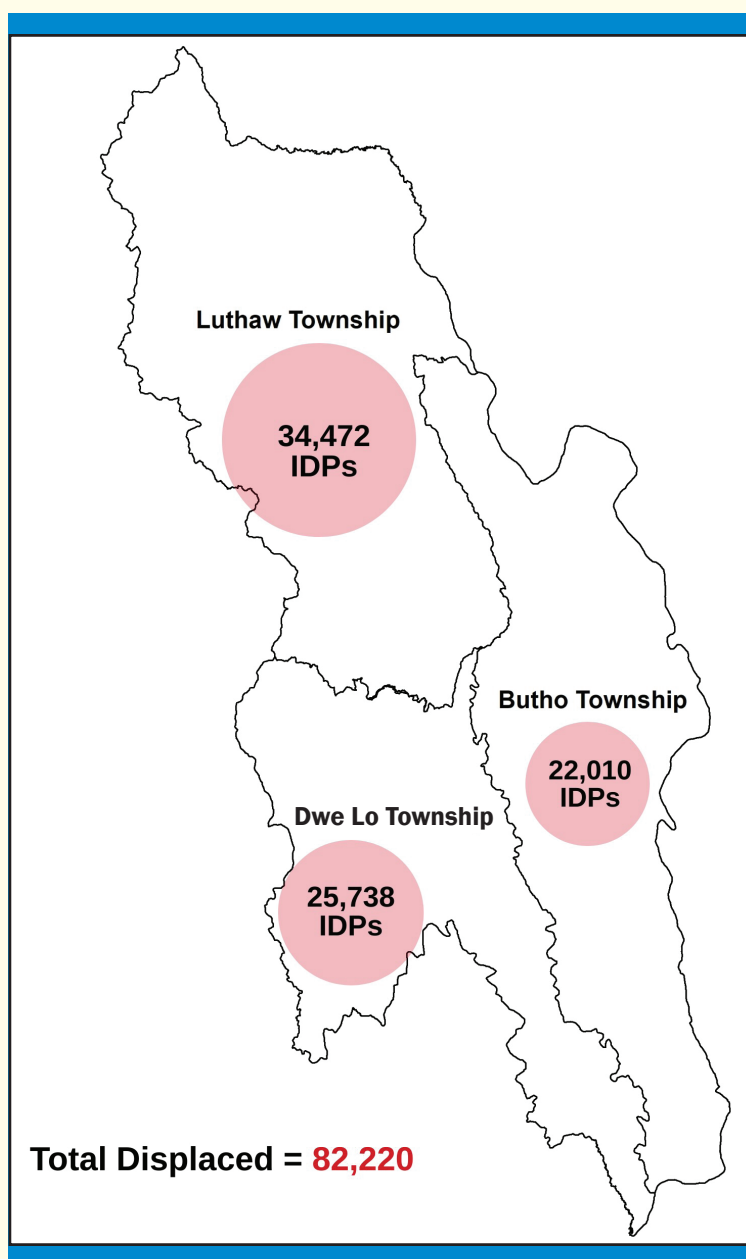 Luthaw Township
34,472
IDPs
Butho Township
22,010
IDPs
Dwe Lo Township
25,738
IDPs
Total Displaced = 82,220